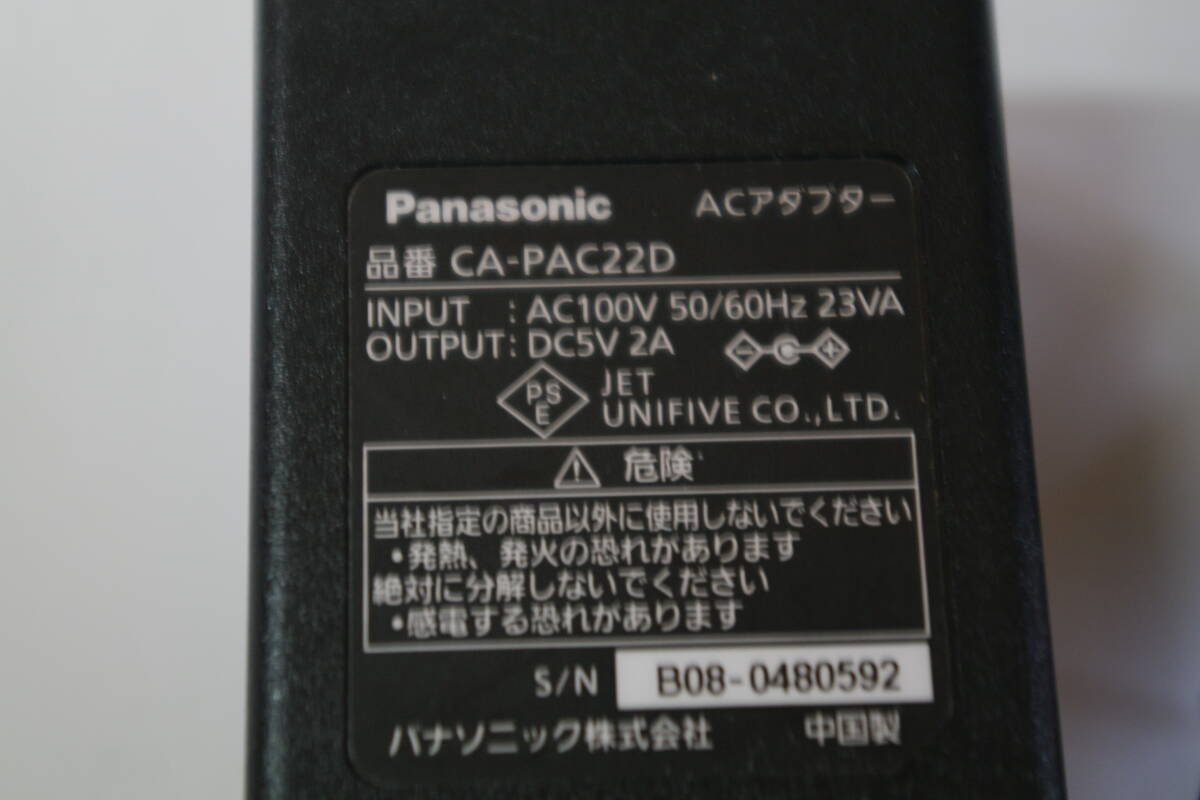 Panasonic ACアダプター
品番 CA-PAC22D
INPUT : AC100V 50/60Hz 23VA
OUTPUT : DC5V 2A
PSE JET
UNIFIVE CO.,LTD.
危険
当社指定の商品以外に使用しないでください
・発熱、発火の恐れがあります
絶対に分解しないでください
・感電する恐れがあります
S/N B08-0480592
パナソニック株式会社 中国製